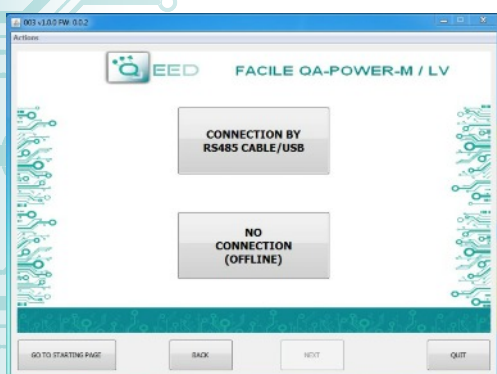 003 v1.0.0 FW: 0.0.2
Actions
QEED FACILE QA-POWER-M / LV
CONNECTION BY
RS485 CABLE/USB
NO
CONNECTION
(OFFLINE)
GO TO STARTING PAGE BACK NEXT QUIT